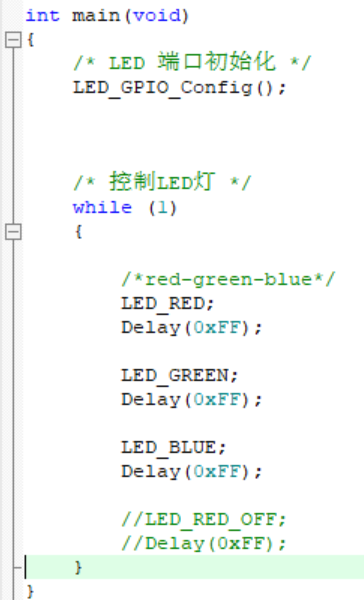 int main(void)
{
/* LED 端口初始化 */
LED_GPIO_Config();
/* 控制LED灯 */
while (1)
{
/*red-green-blue*/
LED_RED;
Delay(0xFF);
LED_GREEN;
Delay(0xFF);
LED_BLUE;
Delay(0xFF);
//LED_RED_OFF;
//Delay(0xFF);
}
}